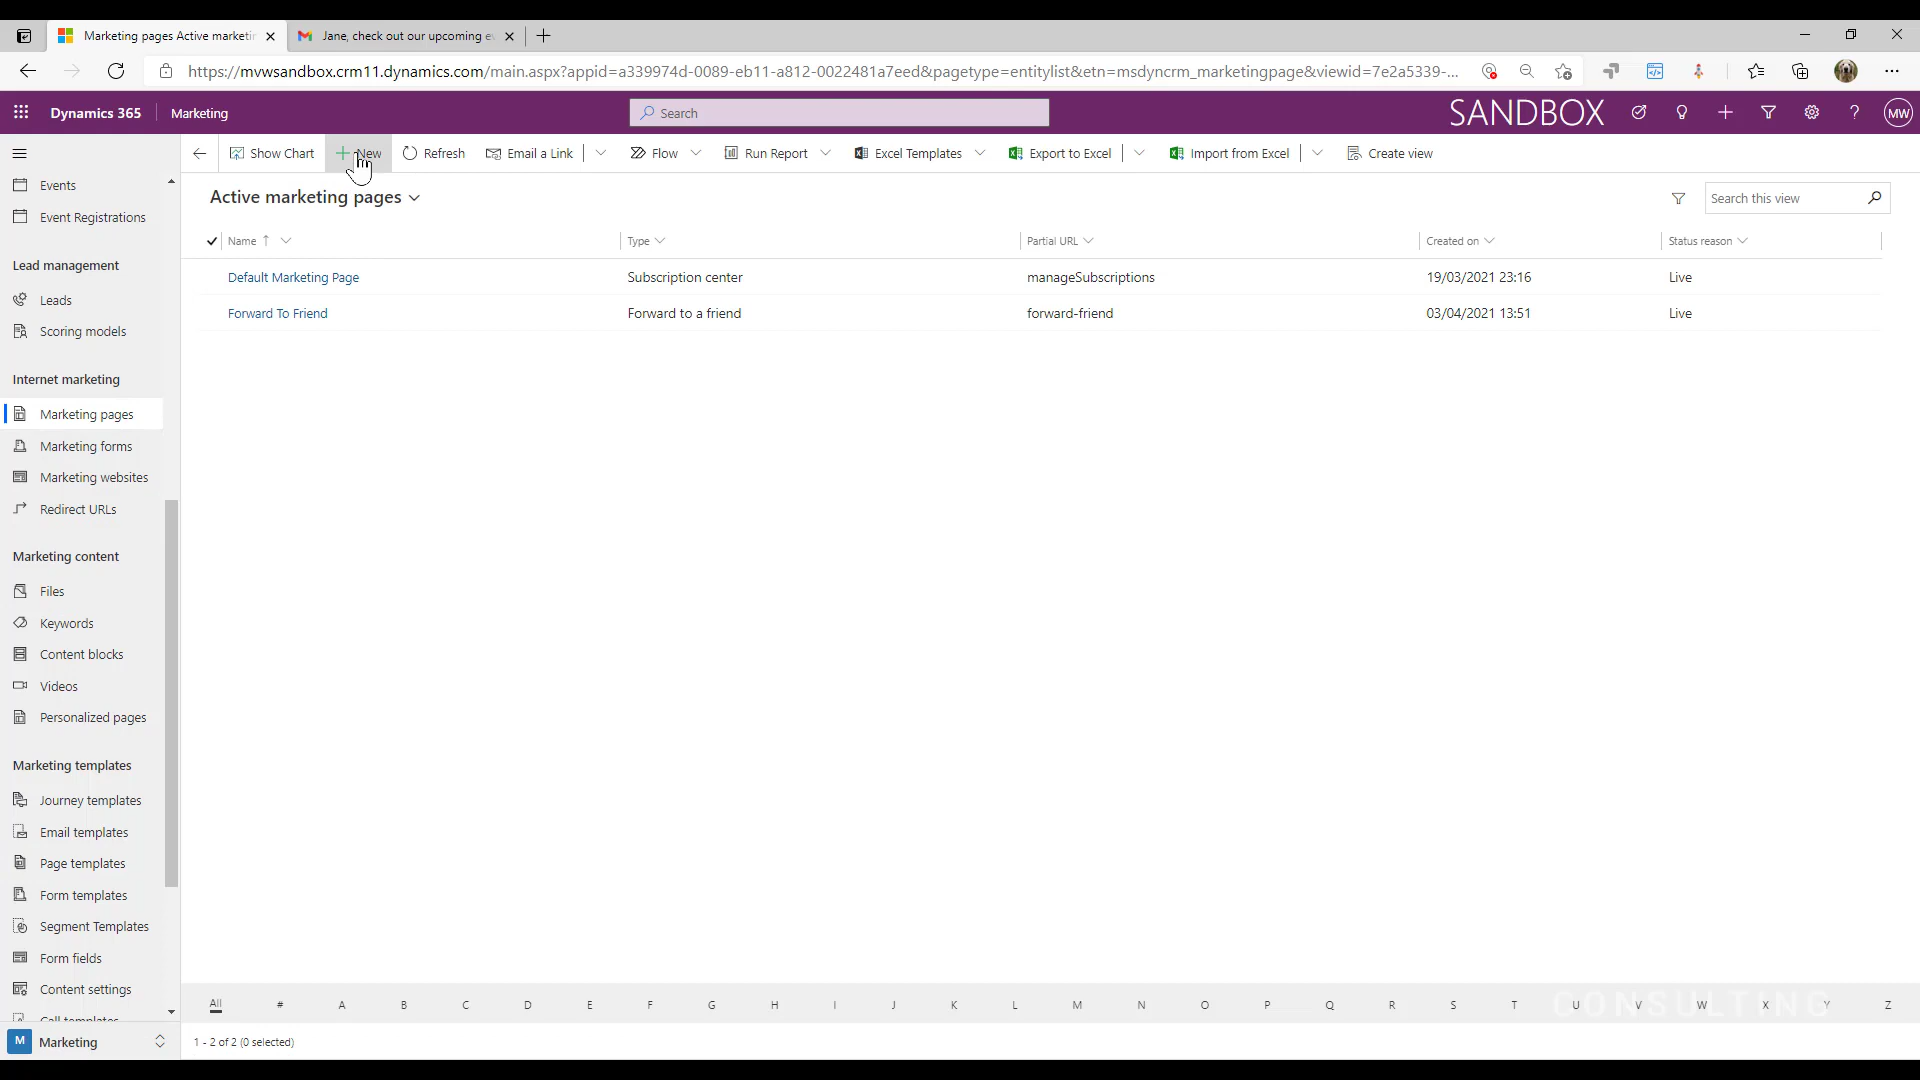 Marketing pages Active marketin
Jane, check out our upcoming ev
https://mvwsandbox.crm11.dynamics.com/main.aspx?appid=a339974d-0089-eb11-a812-0022481a7eed&pagetype=entitylist&etn=msdyncrm_marketingpage&viewid=7e2a5339-...
Dynamics 365
Marketing
Search
SANDBOX
MW
Show Chart
New
Refresh
Email a Link
Flow
Run Report
Excel Templates
Export to Excel
Import from Excel
Create view
Events
Event Registrations
Lead management
Leads
Scoring models
Internet marketing
Marketing pages
Marketing forms
Marketing websites
Redirect URLs
Marketing content
Files
Keywords
Content blocks
Videos
Personalized pages
Marketing templates
Journey templates
Email templates
Page templates
Form templates
Segment Templates
Form fields
Content settings
Call templates
M Marketing
Active marketing pages
Search this view
Name Type Partial URL Created on Status reason
Default Marketing Page Subscription center manageSubscriptions 19/03/2021 23:16 Live
Forward To Friend Forward to a friend forward-friend 03/04/2021 13:51 Live
All # A B C D E F G H I J K L M N O P Q R S T U V W X Y Z
CONSULTING
1 - 2 of 2 (0 selected)